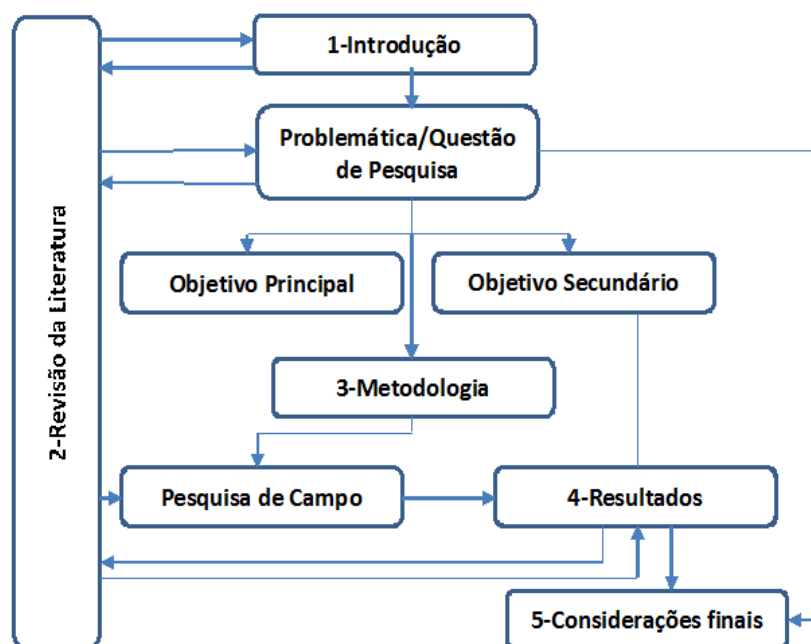 1-Introdução
Problemática/Questão
de Pesquisa
2-Revisão da Literatura
Objetivo Principal
Objetivo Secundário
3-Metodologia
Pesquisa de Campo
4-Resultados
5-Considerações finais